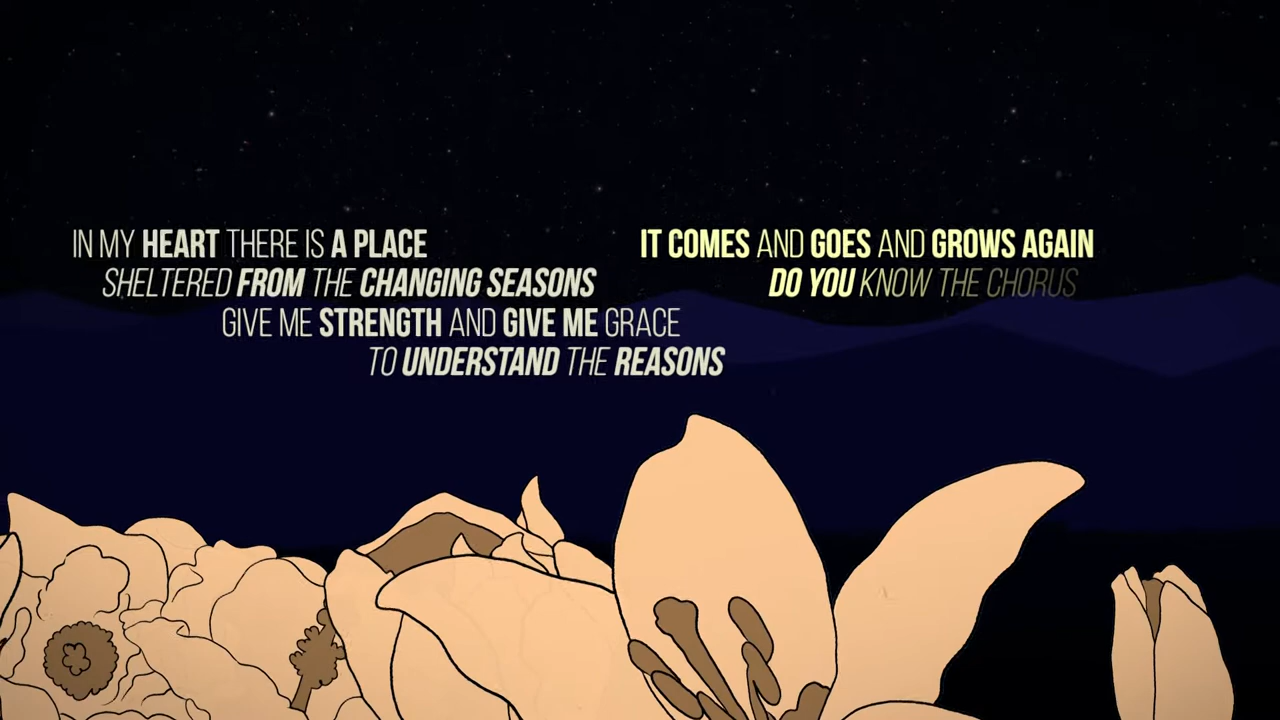 IN MY HEART THERE IS A PLACE
SHELTERED FROM THE CHANGING SEASONS
GIVE ME STRENGTH AND GIVE ME GRACE
TO UNDERSTAND THE REASONS
IT COMES AND GOES AND GROWS AGAIN
DO YOU KNOW THE CHORUS